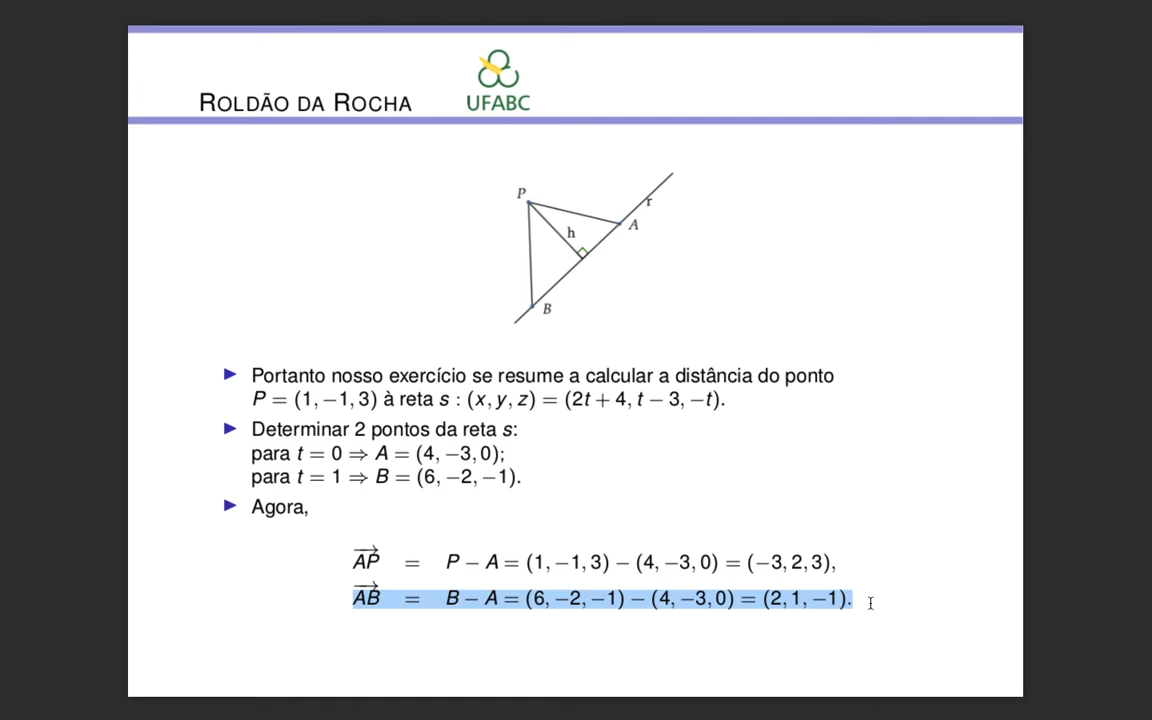 ROLDÃO DA ROCHA
UFABC
P
r
A
h
B
▶ Portanto nosso exercício se resume a calcular a distância do ponto
P = (1, −1, 3) à reta s : (x, y, z) = (2t + 4, t − 3, −t).
▶ Determinar 2 pontos da reta s:
para t = 0 ⇒ A = (4, −3, 0);
para t = 1 ⇒ B = (6, −2, −1).
▶ Agora,
$\overrightarrow{AP}$ = P − A = (1, −1, 3) − (4, −3, 0) = (−3, 2, 3),
$\overrightarrow{AB}$ = B − A = (6, −2, −1) − (4, −3, 0) = (2, 1, −1).